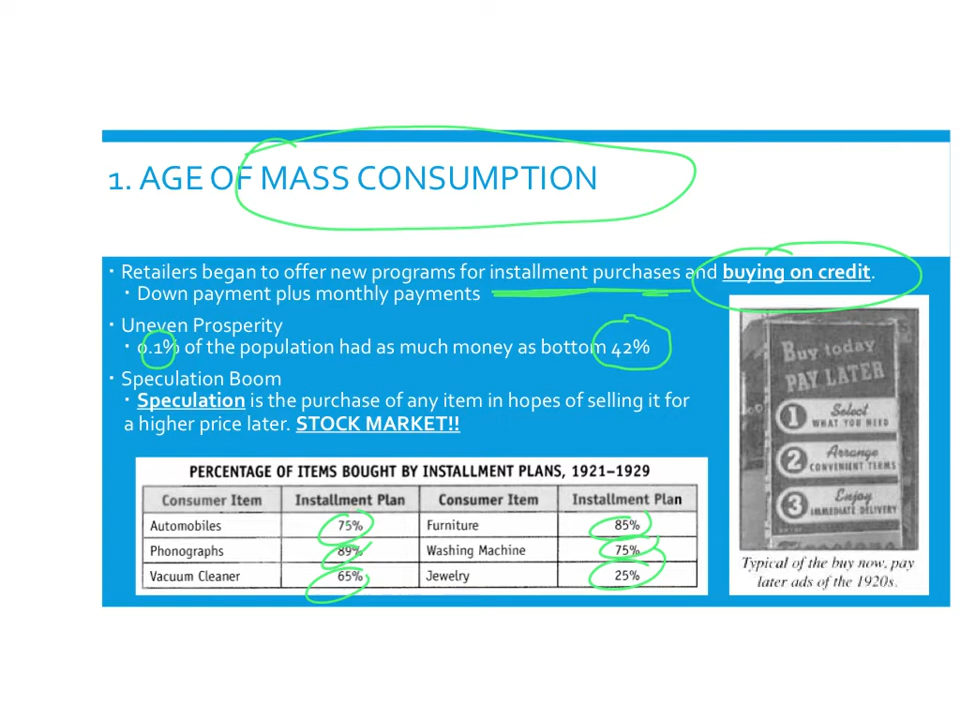 1. AGE OF MASS CONSUMPTION
· Retailers began to offer new programs for installment purchases and buying on credit.
· Down payment plus monthly payments
· Uneven Prosperity
· 0.1% of the population had as much money as bottom 42%
· Speculation Boom
· Speculation is the purchase of any item in hopes of selling it for
a higher price later. STOCK MARKET!!
PERCENTAGE OF ITEMS BOUGHT BY INSTALLMENT PLANS, 1921–1929
Consumer Item Installment Plan Consumer Item Installment Plan
Automobiles 75% Furniture 85%
Phonographs 89% Washing Machine 75%
Vacuum Cleaner 65% Jewelry 25%
Buy today
PAY LATER
1 Select
WHAT YOU NEED
2 Arrange
CONVENIENT TERMS
3 Enjoy
IMMEDIATE DELIVERY
Typical of the buy now, pay
later ads of the 1920s.